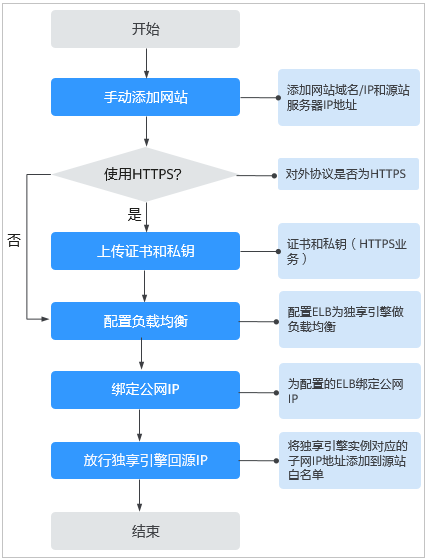 开始
手动添加网站
添加网站域名/IP和源站
服务器IP地址
使用HTTPS?
对外协议是否为HTTPS
否
是
上传证书和私钥
证书和私钥（HTTPS业
务）
配置负载均衡
配置ELB为独享引擎做
负载均衡
绑定公网IP
为配置的ELB绑定公网
IP
放行独享引擎回源IP
将独享引擎实例对应的
子网IP地址添加到源站
白名单
结束